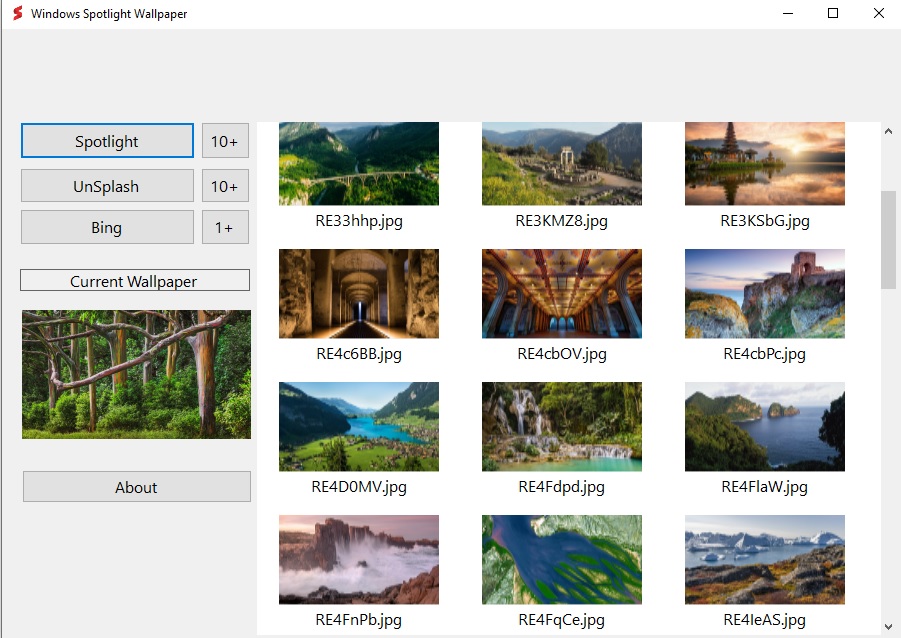 Windows Spotlight Wallpaper
Spotlight 10+
UnSplash 10+
Bing 1+
Current Wallpaper
About
RE33hhp.jpg RE3KMZ8.jpg RE3KSbG.jpg
RE4c6BB.jpg RE4cbOV.jpg RE4cbPc.jpg
RE4D0MV.jpg RE4Fdpd.jpg RE4FlaW.jpg
RE4FnPb.jpg RE4FqCe.jpg RE4IeAS.jpg